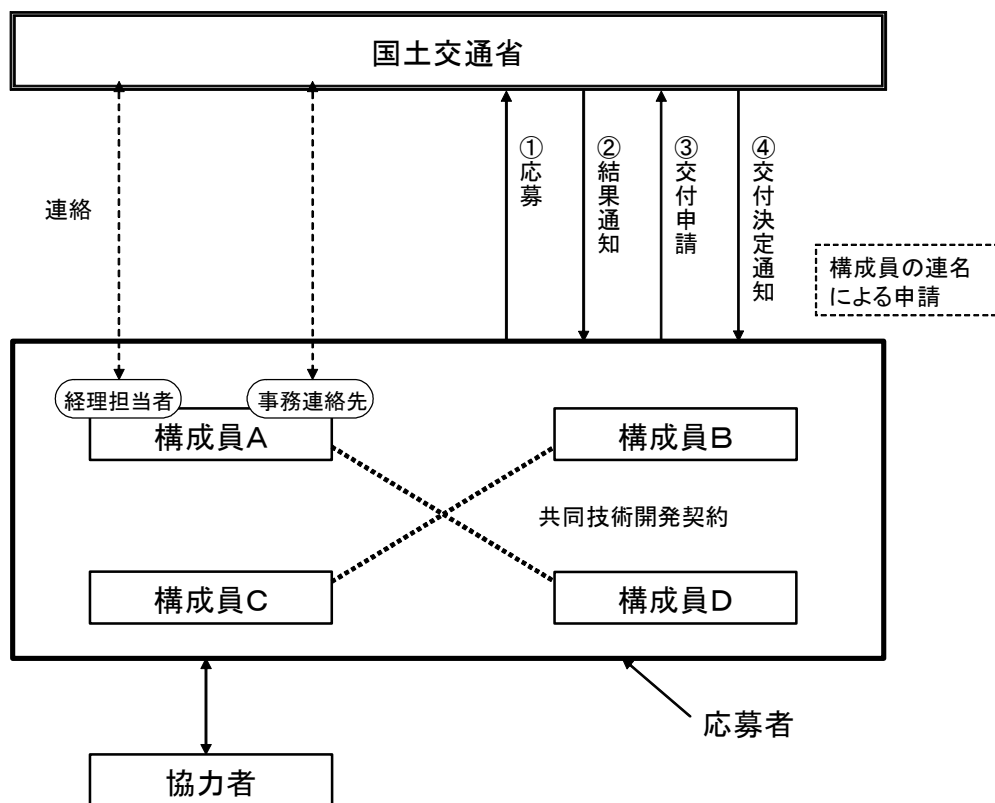 国土交通省
連絡
①応募
②結果通知
③交付申請
④交付決定通知
構成員の連名
による申請
経理担当者
事務連絡先
構成員A
構成員B
共同技術開発契約
構成員C
構成員D
応募者
協力者